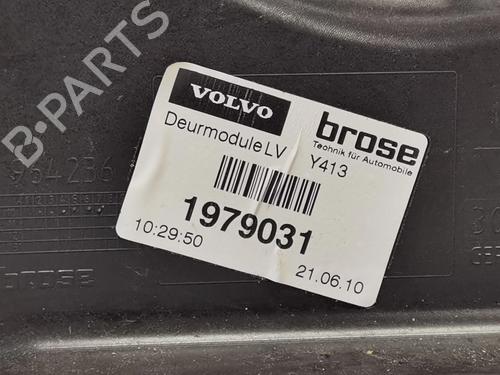 B-PARTS
VOLVO
brose
Technik für Automobile
Deurmodule LV
Y413
1979031
10:29:50
21.06.10
BROSE